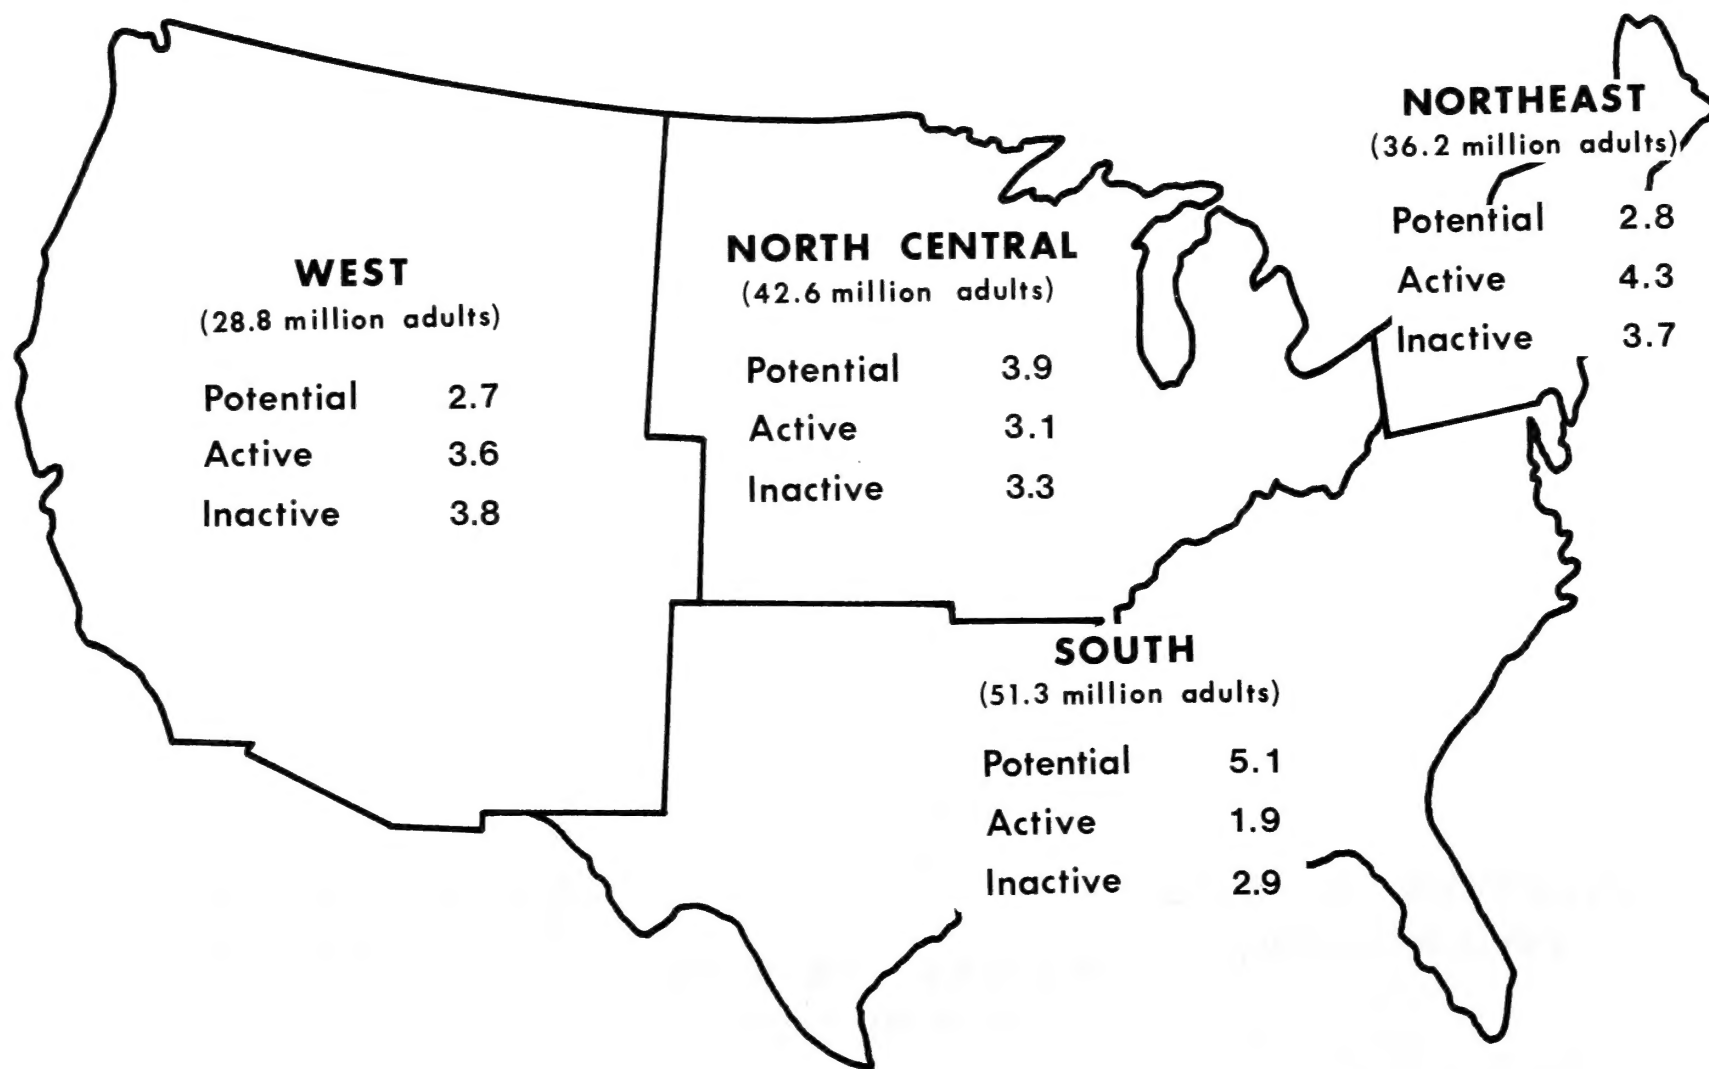 NORTHEAST
(36.2 million adults)
Potential 2.8
Active 4.3
Inactive 3.7
NORTH CENTRAL
(42.6 million adults)
Potential 3.9
Active 3.1
Inactive 3.3
WEST
(28.8 million adults)
Potential 2.7
Active 3.6
Inactive 3.8
SOUTH
(51.3 million adults)
Potential 5.1
Active 1.9
Inactive 2.9